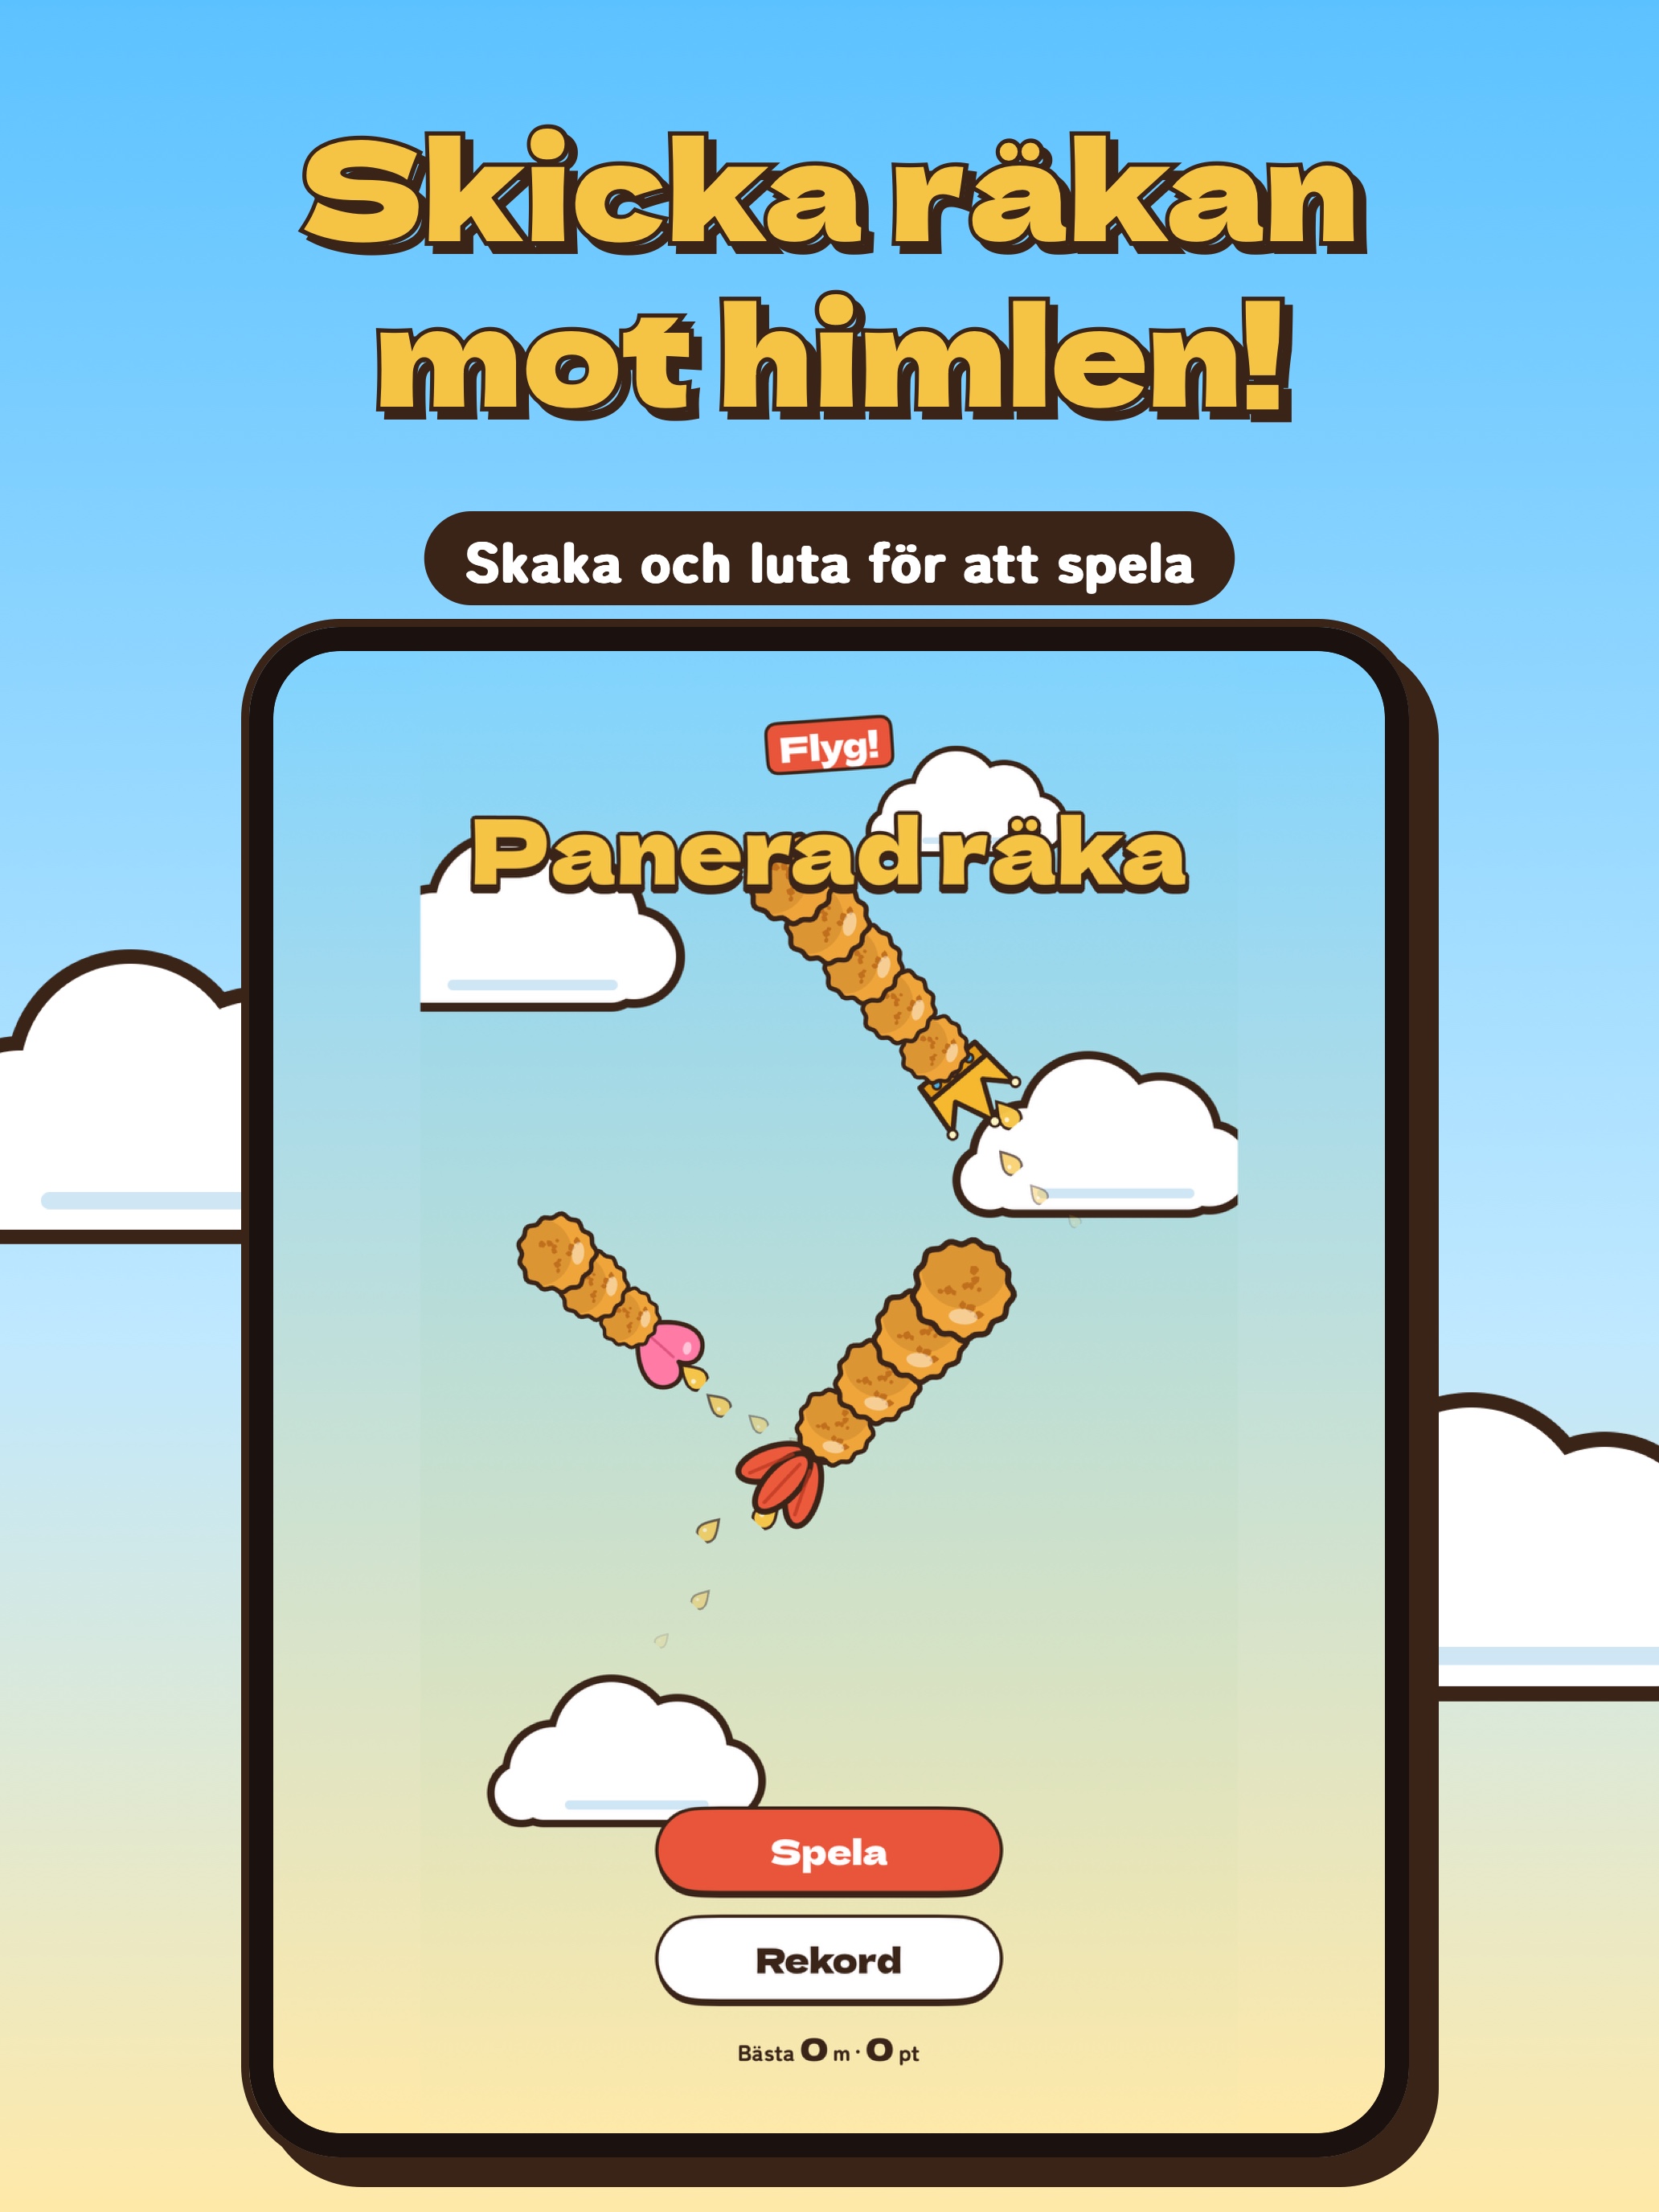 Skicka räkan
mot himlen!
Skaka och luta för att spela
Flyg!
Panerad räka
Spela
Rekord
Bästa 0 m · 0 pt